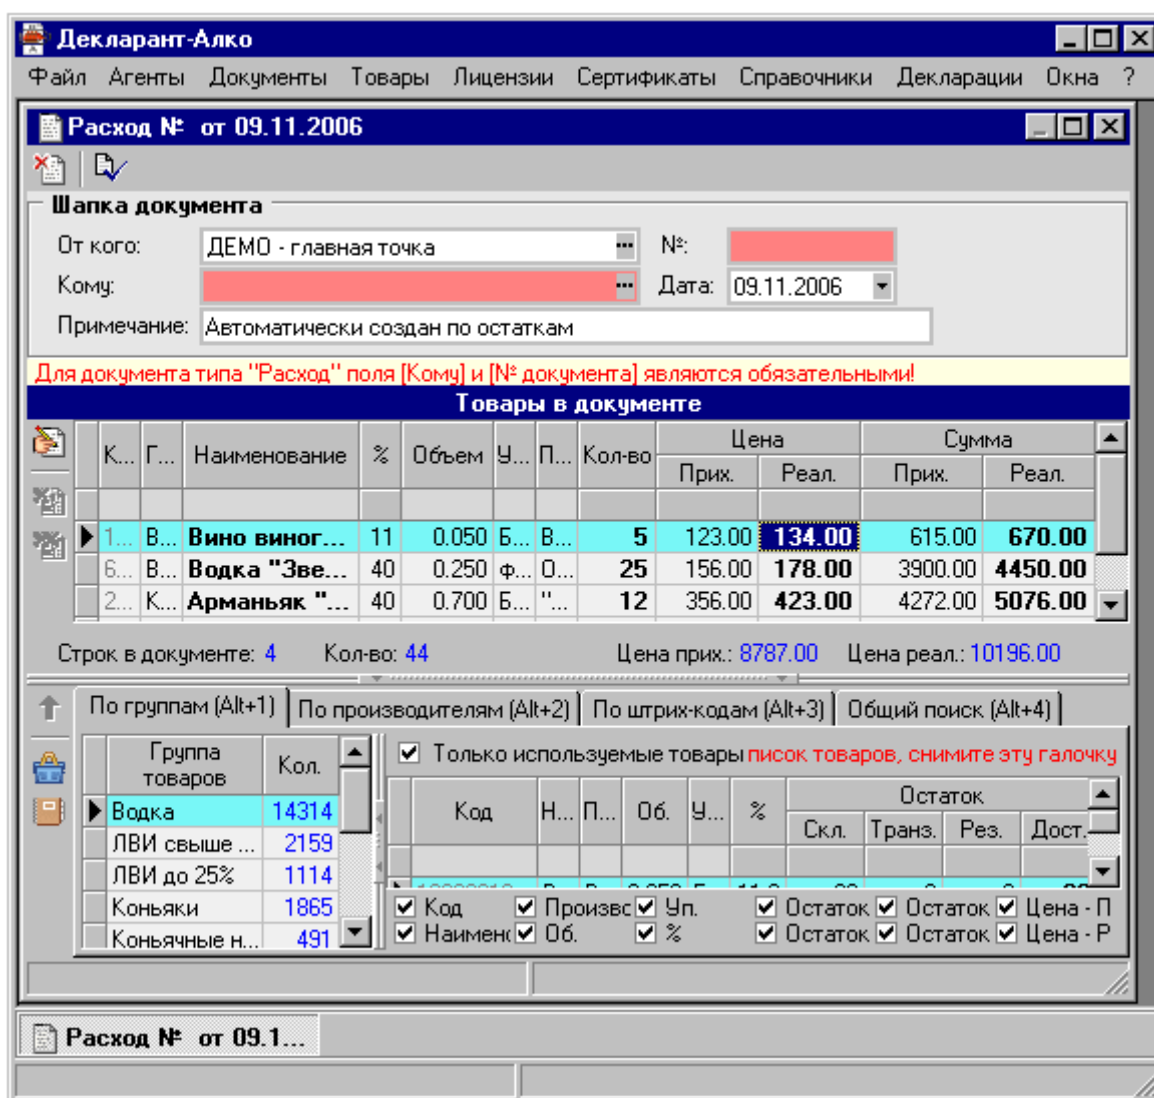 Декларант-Алко
Файл Агенты Документы Товары Лицензии Сертификаты Справочники Декларации Окна ?
Расход № от 09.11.2006
Шапка документа
От кого: ДЕМО - главная точка ... №:
Кому: ... Дата: 09.11.2006
Примечание: Автоматически создан по остаткам
Для документа типа "Расход" поля [Кому] и [№ документа] являются обязательными!
Товары в документе
К... Г... Наименование % Объем У... П... Кол-во Цена Сумма
Прих. Реал. Прих. Реал.
1... В... Вино виног... 11 0.050 Б... В... 5 123.00 134.00 615.00 670.00
6... В... Водка "Зве... 40 0.250 ф... О... 25 156.00 178.00 3900.00 4450.00
2... К... Арманьяк "... 40 0.700 Б... "... 12 356.00 423.00 4272.00 5076.00
Строк в документе: 4 Кол-во: 44 Цена прих.: 8787.00 Цена реал.: 10196.00
По группам (Alt+1) По производителям (Alt+2) По штрих-кодам (Alt+3) Общий поиск (Alt+4)
Группа товаров Кол.
Водка 14314
ЛВИ свыше ... 2159
ЛВИ до 25% 1114
Коньяки 1865
Коньячные н... 491
Только используемые товары писок товаров, снимите эту галочку
Код Н... П... Об. У... % Остаток
Скл. Транз. Рез. Дост.
Код Произвс Уп. Остаток Остаток Цена - П
Наимен Об. % Остаток Остаток Цена - Р
Расход № от 09.1...